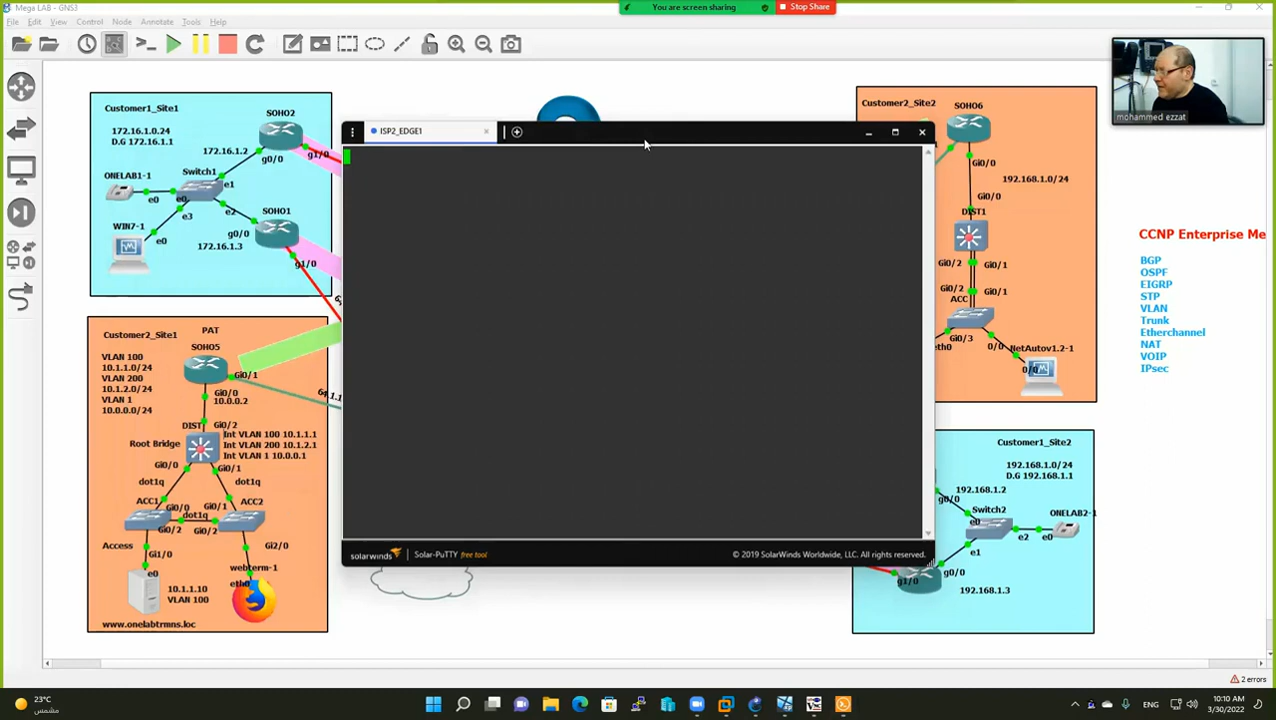 Mega LAB - GNS3
You are screen sharing
Stop Share
File Edit View Control Node Annotate Tools Help
mohammed ezzat
Customer1_Site1
172.16.1.0.24
D.G 172.16.1.1
SOHO2
172.16.1.2
g0/0
g1/0
ONELAB1-1
Switch1
e1
e0
e0
e3
e2
SOHO1
WIN7-1
e0
g0/0
172.16.1.3
g1/0
Customer2_Site1
PAT
SOHO5
VLAN 100
10.1.1.0/24
VLAN 200
10.1.2.0/24
VLAN 1
10.0.0.0/24
Gi0/1
Gi0/0
10.0.0.2
DIST
Gi0/2
Root Bridge
Int VLAN 100 10.1.1.1
Int VLAN 200 10.1.2.1
Int VLAN 1 10.0.0.1
Gi0/0
Gi0/1
dot1q
dot1q
ACC1
Gi0/0
Gi0/1
ACC2
dot1q
Gi0/2
Gi0/2
Access
Gi1/0
Gi2/0
e0
webterm-1
eth0
10.1.1.10
VLAN 100
www.onelabtrmns.loc
ISP2_EDGE1
solarwinds
Solar-PuTTY free tool
© 2019 SolarWinds Worldwide, LLC. All rights reserved.
Customer2_Site2
SOHO6
Gi0/0
192.168.1.0/24
Gi0/0
DIST1
Gi0/2
Gi0/1
Gi0/2
Gi0/1
ACC
eth0
Gi0/3
0/0
NetAutov1.2-1
Customer1_Site2
192.168.1.0/24
D.G 192.168.1.1
192.168.1.2
g0/0
Switch2
e0
ONELAB2-1
e2
e0
e1
g0/0
g1/0
192.168.1.3
CCNP Enterprise Me
BGP
OSPF
EIGRP
STP
VLAN
Trunk
Etherchannel
NAT
VOIP
IPsec
2 errors
23°C
مشمس
ENG
10:10 AM
3/30/2022